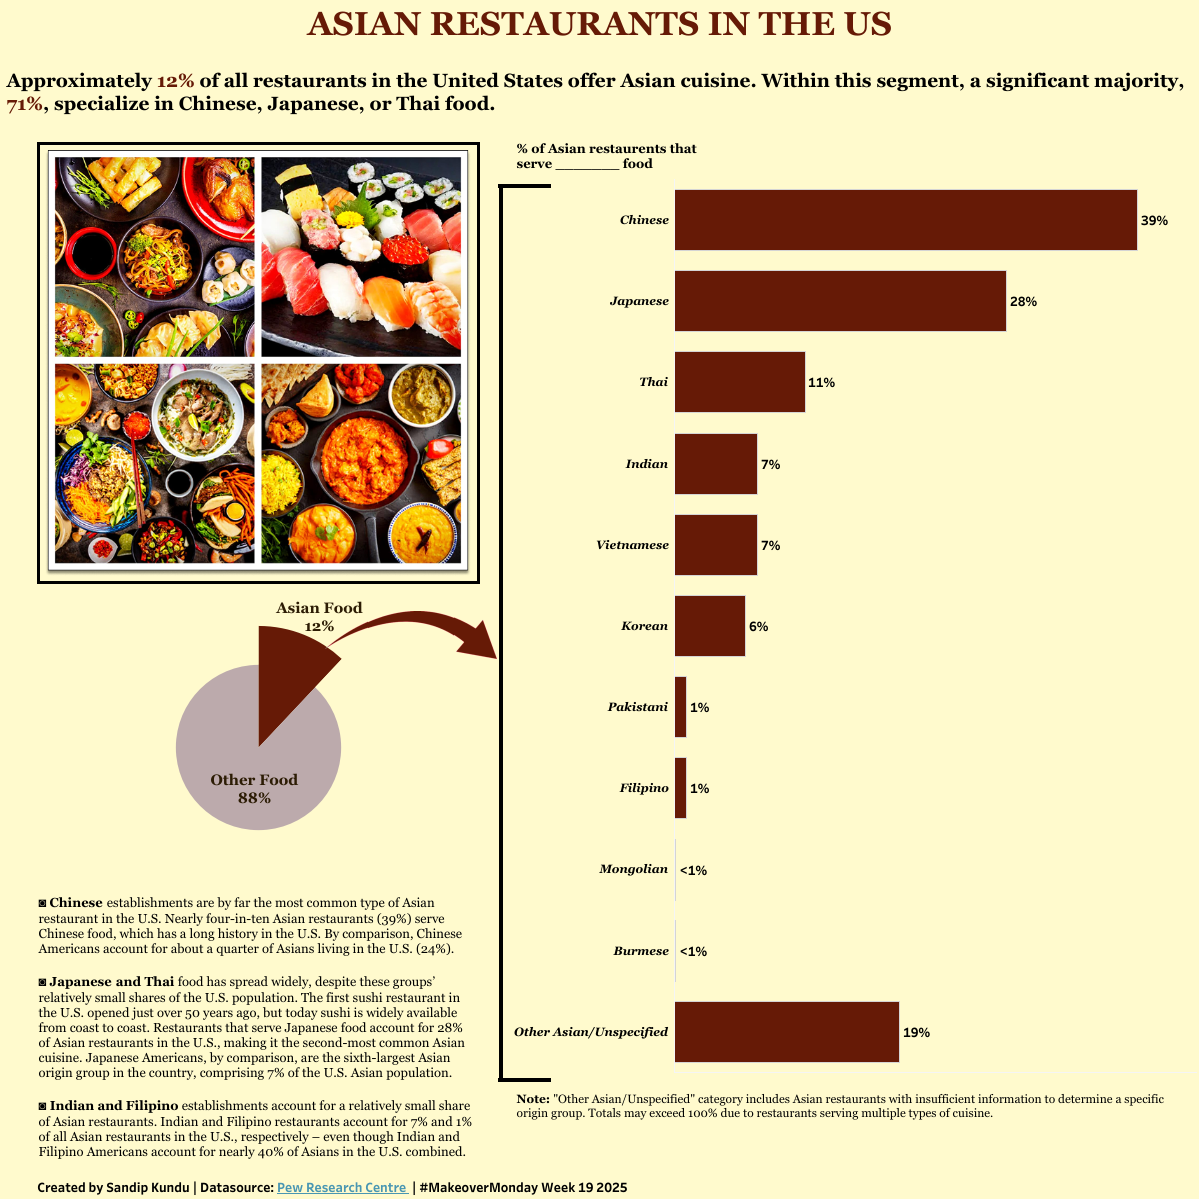 ASIAN RESTAURANTS IN THE US
Approximately 12% of all restaurants in the United States offer Asian cuisine. Within this segment, a significant majority,
71%, specialize in Chinese, Japanese, or Thai food.
% of Asian restaurents that
serve ________ food
Chinese 39%
Japanese 28%
Thai 11%
Indian 7%
Vietnamese 7%
Korean 6%
Pakistani 1%
Filipino 1%
Mongolian <1%
Burmese <1%
Other Asian/Unspecified 19%
Note: "Other Asian/Unspecified" category includes Asian restaurants with insufficient information to determine a specific
origin group. Totals may exceed 100% due to restaurants serving multiple types of cuisine.
Asian Food
12%
Other Food
88%
◙ Chinese establishments are by far the most common type of Asian
restaurant in the U.S. Nearly four-in-ten Asian restaurants (39%) serve
Chinese food, which has a long history in the U.S. By comparison, Chinese
Americans account for about a quarter of Asians living in the U.S. (24%).
◙ Japanese and Thai food has spread widely, despite these groups’
relatively small shares of the U.S. population. The first sushi restaurant in
the U.S. opened just over 50 years ago, but today sushi is widely available
from coast to coast. Restaurants that serve Japanese food account for 28%
of Asian restaurants in the U.S., making it the second-most common Asian
cuisine. Japanese Americans, by comparison, are the sixth-largest Asian
origin group in the country, comprising 7% of the U.S. Asian population.
◙ Indian and Filipino establishments account for a relatively small share
of Asian restaurants. Indian and Filipino restaurants account for 7% and 1%
of all Asian restaurants in the U.S., respectively – even though Indian and
Filipino Americans account for nearly 40% of Asians in the U.S. combined.
Created by Sandip Kundu | Datasource: Pew Research Centre | #MakeoverMonday Week 19 2025